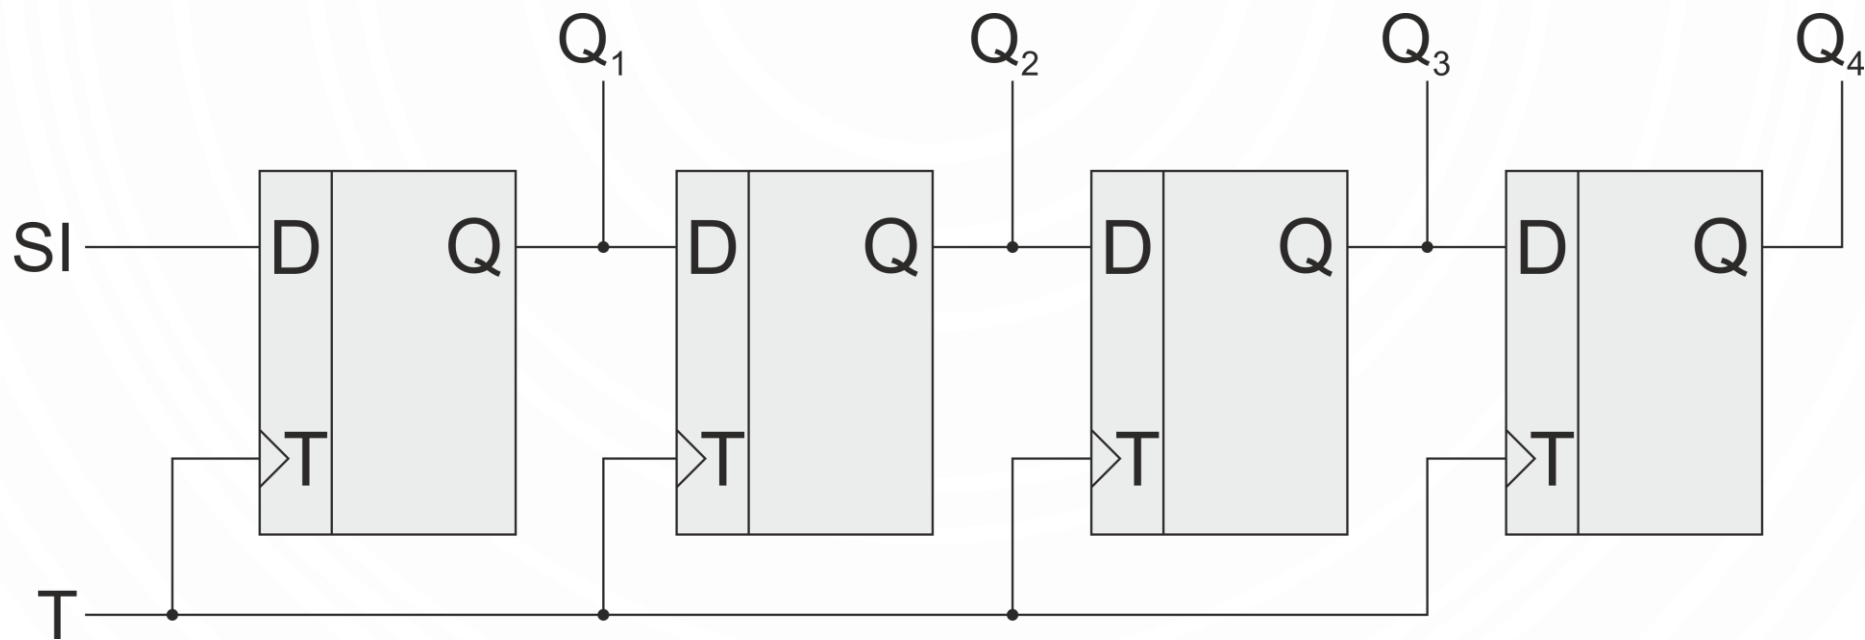 Q₁ Q₂ Q₃ Q₄
SI D Q D Q D Q D Q
T T T T
T